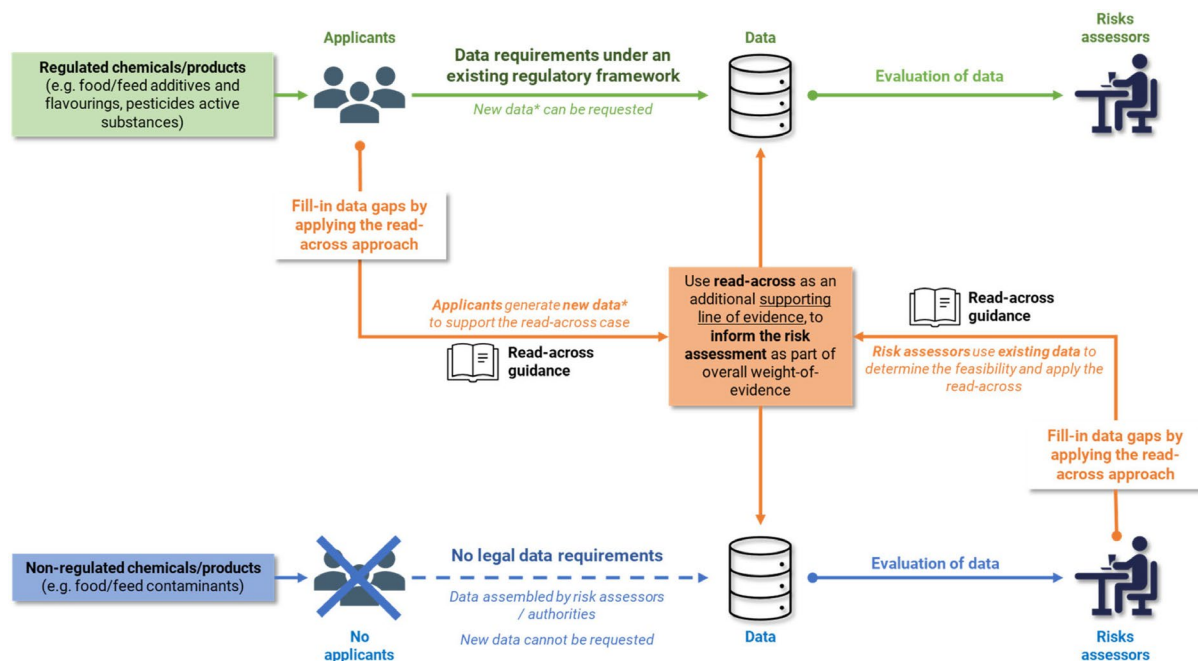 Applicants
Data requirements under an
existing regulatory framework
New data* can be requested
Data
Evaluation of data
Risks
assessors
Regulated chemicals/products
(e.g. food/feed additives and
flavourings, pesticides active
substances)
Fill-in data gaps by
applying the read-
across approach
Applicants generate new data*
to support the read-across case
Read-across
guidance
Use read-across as an
additional supporting
line of evidence, to
inform the risk
assessment as part of
overall weight-of-
evidence
Read-across
guidance
Risk assessors use existing data to
determine the feasibility and apply the
read-across
Fill-in data gaps by
applying the read-
across approach
Non-regulated chemicals/products
(e.g. food/feed contaminants)
No
applicants
No legal data requirements
Data assembled by risk assessors
/ authorities
New data cannot be requested
Data
Evaluation of data
Risks
assessors